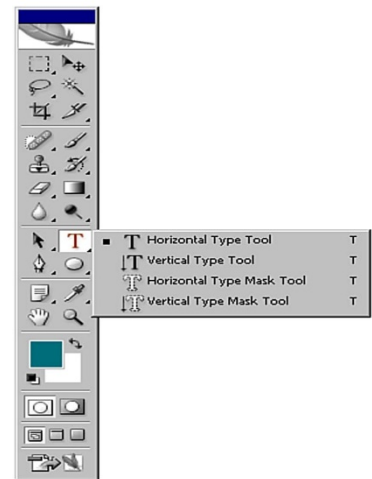 T
T Horizontal Type Tool T
T Vertical Type Tool T
T Horizontal Type Mask Tool T
T Vertical Type Mask Tool T